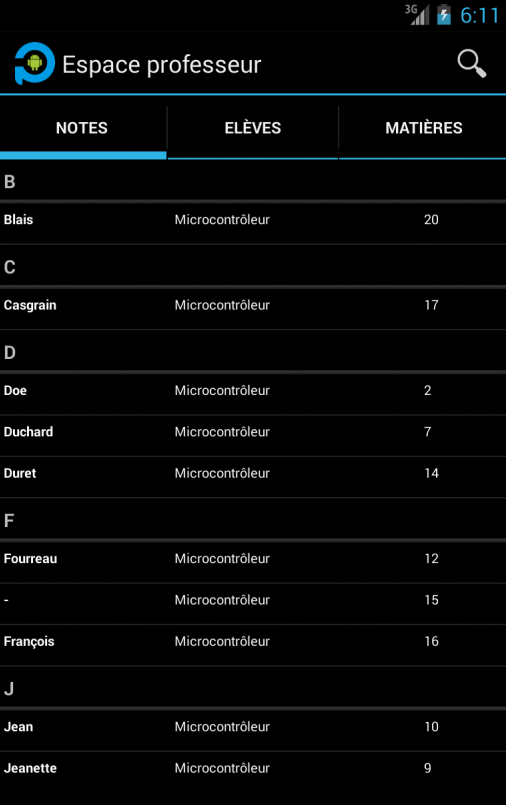 3G 6:11
Espace professeur
NOTES ELÈVES MATIÈRES
B
Blais Microcontrôleur 20
C
Casgrain Microcontrôleur 17
D
Doe Microcontrôleur 2
Duchard Microcontrôleur 7
Duret Microcontrôleur 14
F
Fourreau Microcontrôleur 12
- Microcontrôleur 15
François Microcontrôleur 16
J
Jean Microcontrôleur 10
Jeanette Microcontrôleur 9